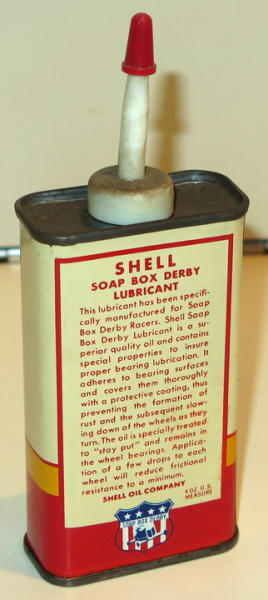 SHELL
SOAP BOX DERBY
LUBRICANT
This lubricant has been specifi-
cally manufactured for Soap
Box Derby Racers. Shell Soap
Box Derby Lubricant is a su-
perior quality oil and contains
special properties to insure
proper bearing lubrication. It
adheres to bearing surfaces
and covers them thoroughly
with a protective coating, thus
preventing the formation of
rust and the subsequent slow-
ing down of the wheels as they
turn. The oil is specially treated
to "stay put" and remains in
the wheel bearings. Applica-
tion of a few drops to each
wheel will reduce frictional
resistance to a minimum.
SHELL OIL COMPANY
4 OZ. U.S.
MEASURE
SOAP BOX DERBY